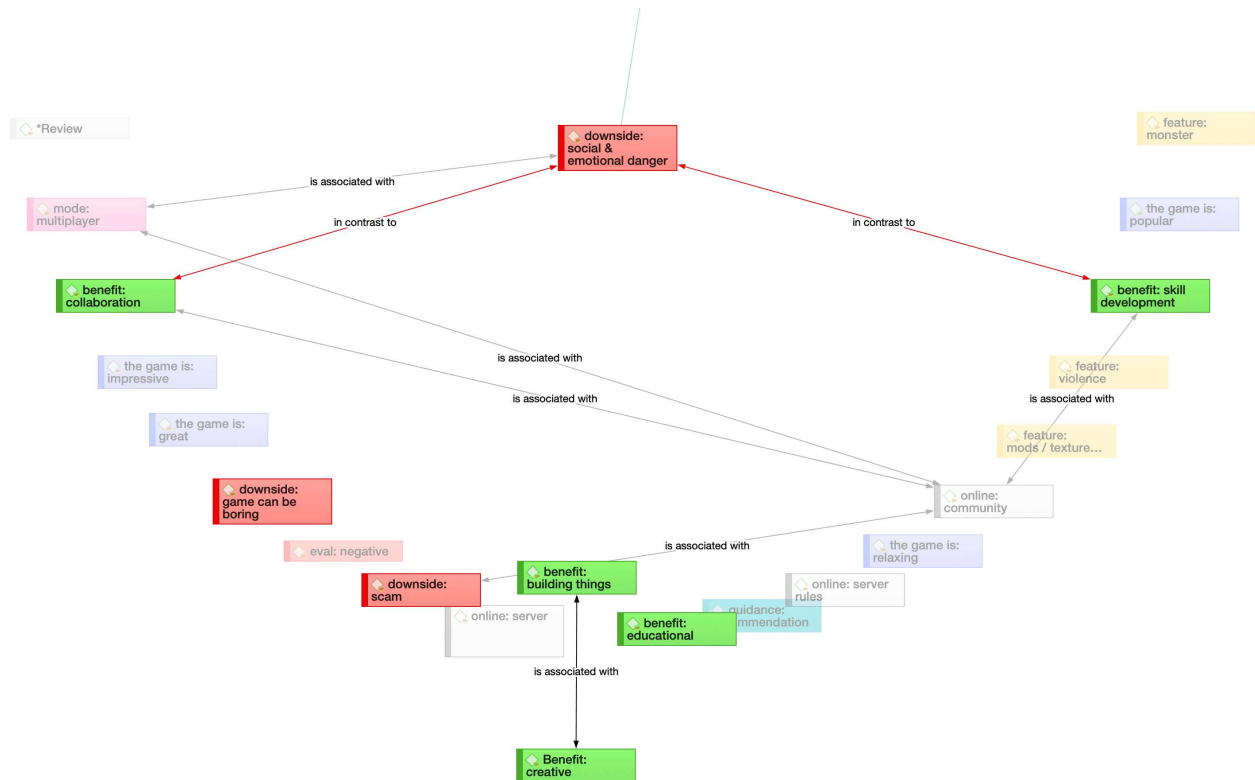 *Review
downside:
social &
emotional danger
feature:
monster
is associated with
mode:
multiplayer
the game is:
popular
in contrast to
in contrast to
benefit:
collaboration
benefit: skill
development
the game is:
impressive
is associated with
feature:
violence
is associated with
is associated with
the game is:
great
feature:
mods / texture…
downside:
game can be
boring
online:
community
eval: negative
is associated with
the game is:
relaxing
benefit:
building things
downside:
scam
online: server
rules
online: server
guidance:
mmendation
benefit:
educational
is associated with
Benefit:
creative